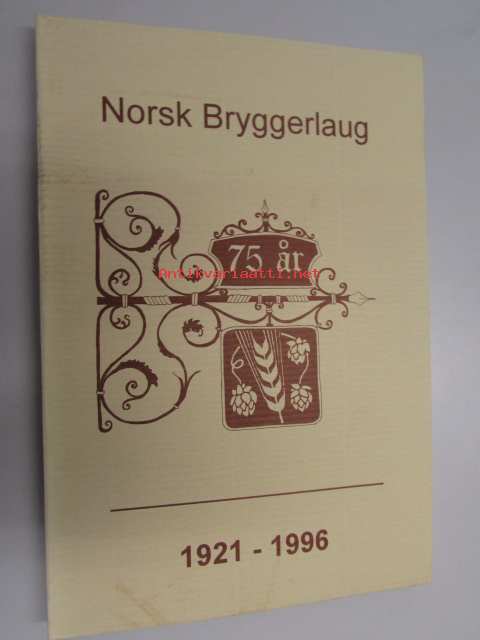 Norsk Bryggerlaug
75 år
Antikvariaatti.net
1921 - 1996